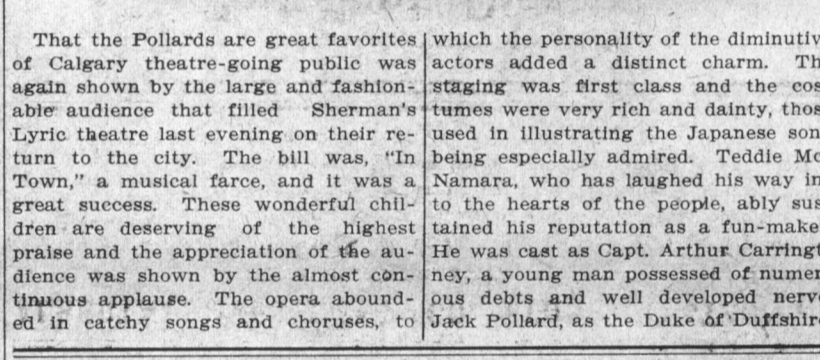 That the Pollards are great favorites
of Calgary theatre-going public was
again shown by the large and fashion-
able audience that filled Sherman's
Lyric theatre last evening on their re-
turn to the city. The bill was, "In
Town," a musical farce, and it was a
great success. These wonderful chil-
dren are deserving of the highest
praise and the appreciation of the au-
dience was shown by the almost con-
tinuous applause. The opera abound-
ed in catchy songs and choruses, to
which the personality of the diminutiv
actors added a distinct charm. Th
staging was first class and the cos
tumes were very rich and dainty, thos
used in illustrating the Japanese son
being especially admired. Teddie Mc
Namara, who has laughed his way in
to the hearts of the people, ably sus
tained his reputation as a fun-make
He was cast as Capt. Arthur Carringt
ney, a young man possessed of numer
ous debts and well developed nerv
Jack Pollard, as the Duke of Duffshir